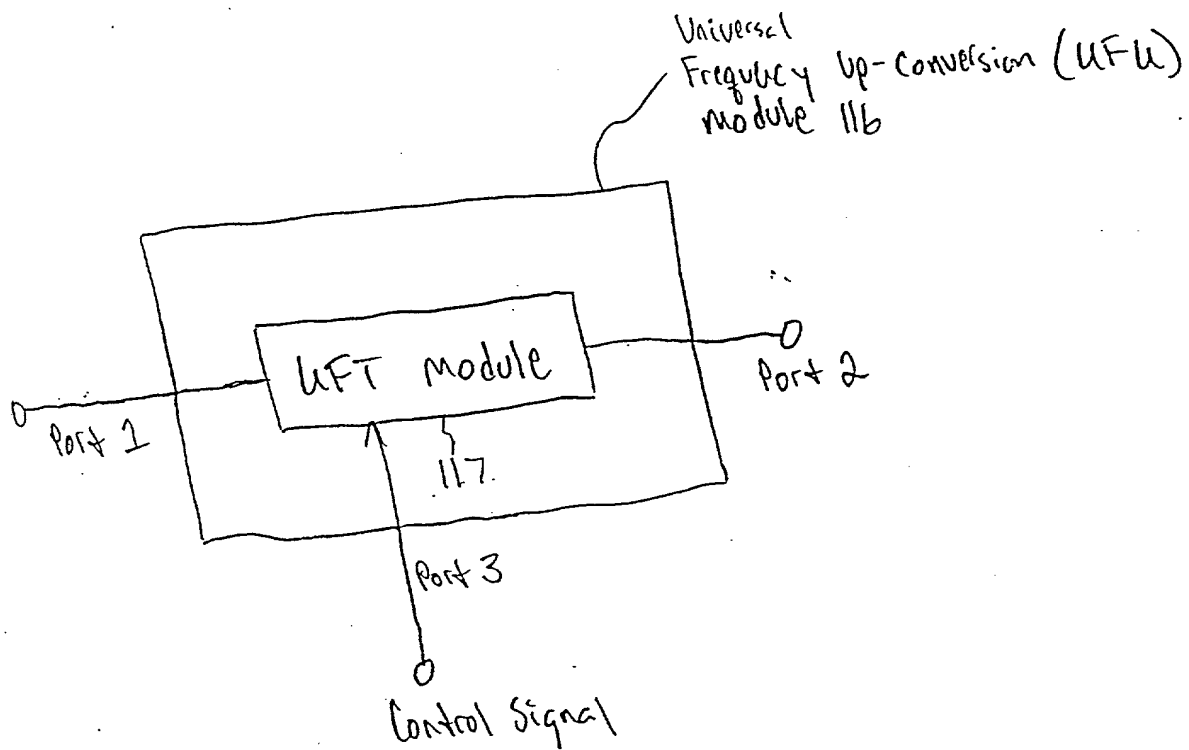 Universal
Frequency Up-Conversion (UFU)
Module 116
UFT Module
Port 1
Port 2
117
Port 3
Control Signal